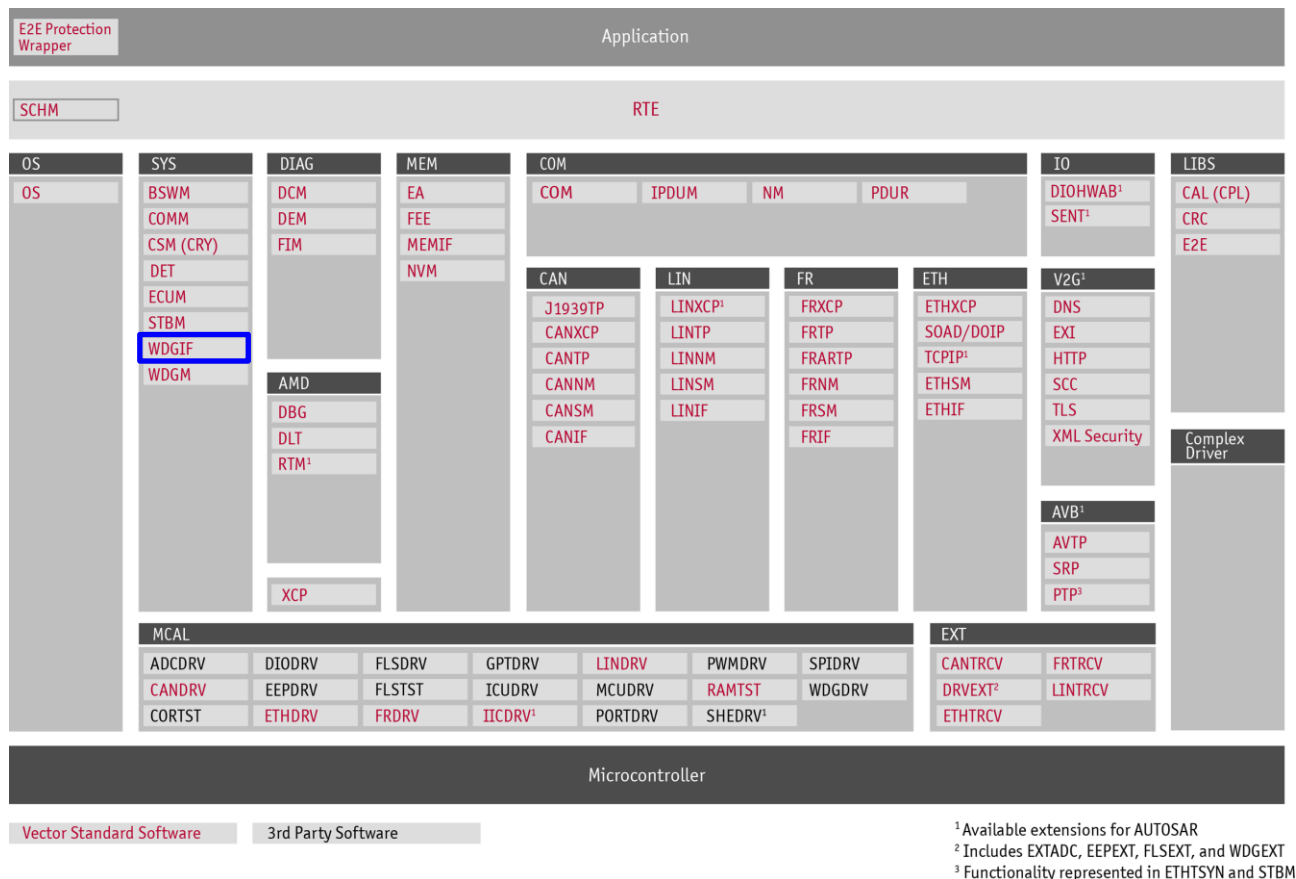 E2E Protection
Wrapper
Application
SCHM
RTE
OS
OS
SYS
BSWM
COMM
CSM (CRY)
DET
ECUM
STBM
WDGIF
WDGM
DIAG
DCM
DEM
FIM
AMD
DBG
DLT
RTM¹
XCP
MEM
EA
FEE
MEMIF
NVM
COM
COM IPDUM NM PDUR
CAN
J1939TP
CANXCP
CANTP
CANNM
CANSM
CANIF
LIN
LINXCP¹
LINTP
LINNM
LINSM
LINIF
FR
FRXCP
FRTP
FRARTP
FRNM
FRSM
FRIF
ETH
ETHXCP
SOAD/DOIP
TCPIP¹
ETHSM
ETHIF
IO
DIOHWAB¹
SENT¹
V2G¹
DNS
EXI
HTTP
SCC
TLS
XML Security
AVB¹
AVTP
SRP
PTP³
LIBS
CAL (CPL)
CRC
E2E
Complex
Driver
MCAL
ADCDRV DIODRV FLSDRV GPTDRV LINDRV PWMDRV SPIDRV
CANDRV EEPDRV FLSTST ICUDRV MCUDRV RAMTST WDGDRV
CORTST ETHDRV FRDRV IICDRV¹ PORTDRV SHEDRV¹
EXT
CANTRCV FRTRCV
DRVEXT² LINTRCV
ETHTRCV
Microcontroller
Vector Standard Software 3rd Party Software
¹ Available extensions for AUTOSAR
² Includes EXTADC, EEPEXT, FLSEXT, and WDGEXT
³ Functionality represented in ETHTSYN and STBM